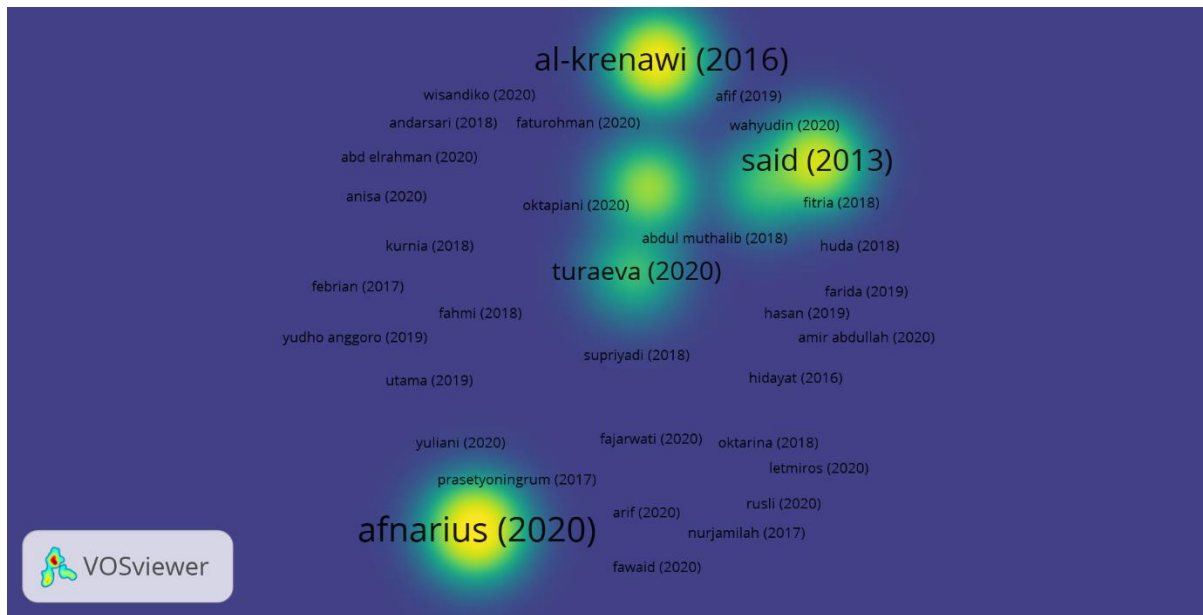 al-krenawi (2016)
wisandiko (2020)
afif (2019)
andarsari (2018)
faturohman (2020)
wahyudin (2020)
abd elrahman (2020)
said (2013)
anisa (2020)
oktapiani (2020)
fitria (2018)
kurnia (2018)
abdul muthalib (2018)
huda (2018)
turaeva (2020)
febrian (2017)
farida (2019)
fahmi (2018)
hasan (2019)
yudho anggoro (2019)
amir abdullah (2020)
supriyadi (2018)
utama (2019)
hidayat (2016)
yuliani (2020)
fajarwati (2020)
oktarina (2018)
letmiros (2020)
prasetyoningrum (2017)
rusli (2020)
arif (2020)
afnarius (2020)
nurjamilah (2017)
fawaid (2020)
VOSviewer